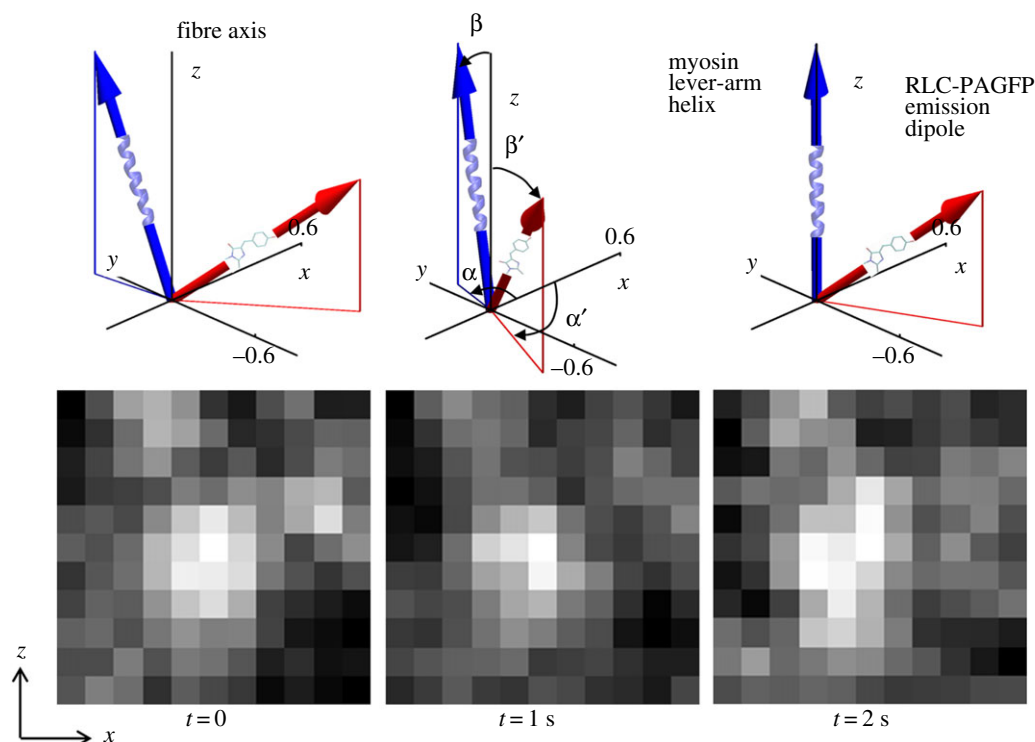 fibre axis
z
y
0.6
x
–0.6
β
z
β′
0.6
y
α
x
α′
–0.6
myosin
lever-arm
helix
z
RLC-PAGFP
emission
dipole
y
0.6
x
–0.6
z
x
t = 0
t = 1 s
t = 2 s